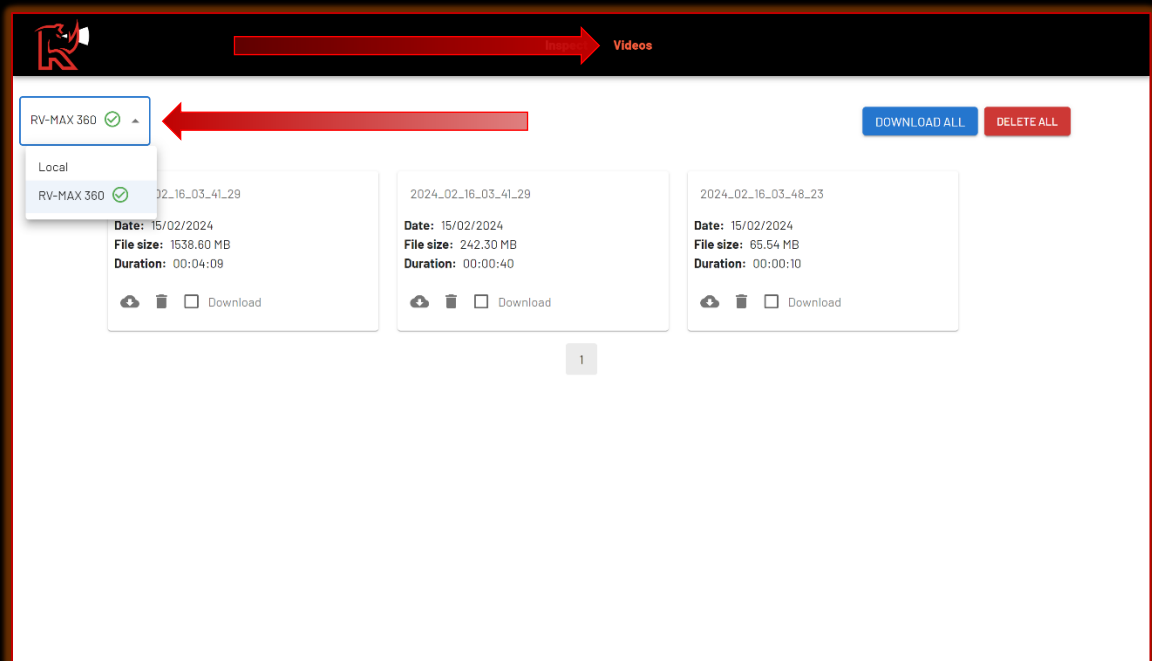 Videos
RV-MAX 360
DOWNLOAD ALL
DELETE ALL
Local
RV-MAX 360
02_16_03_41_29
Date: 15/02/2024
File size: 1538.60 MB
Duration: 00:04:09
Download
2024_02_16_03_41_29
Date: 15/02/2024
File size: 242.30 MB
Duration: 00:00:40
Download
2024_02_16_03_48_23
Date: 15/02/2024
File size: 65.54 MB
Duration: 00:00:10
Download
1